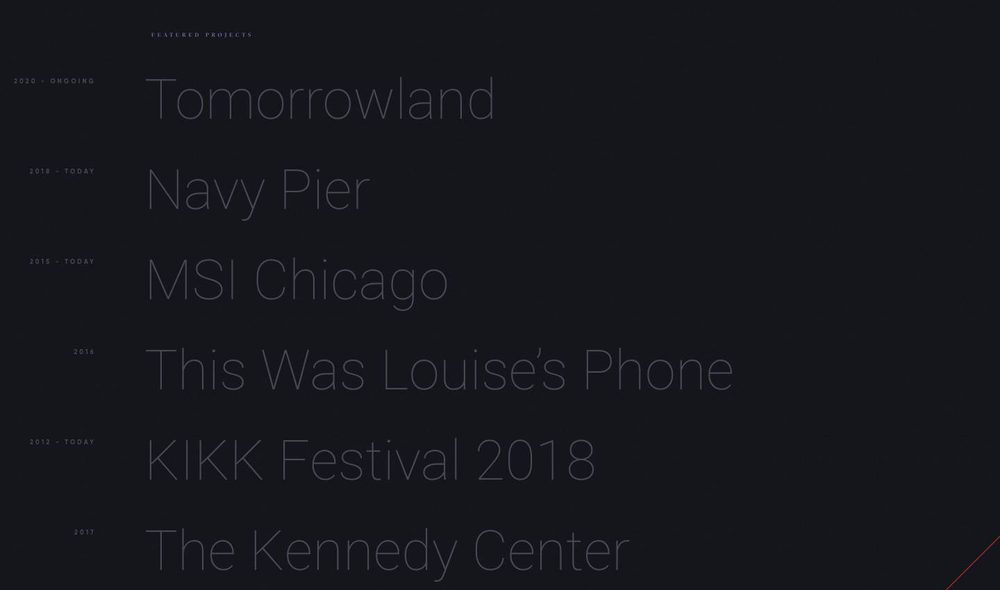 FEATURED PROJECTS
2020 - ONGOING
Tomorrowland
2018 - TODAY
Navy Pier
2015 - TODAY
MSI Chicago
2016
This Was Louise’s Phone
2012 - TODAY
KIKK Festival 2018
2017
The Kennedy Center